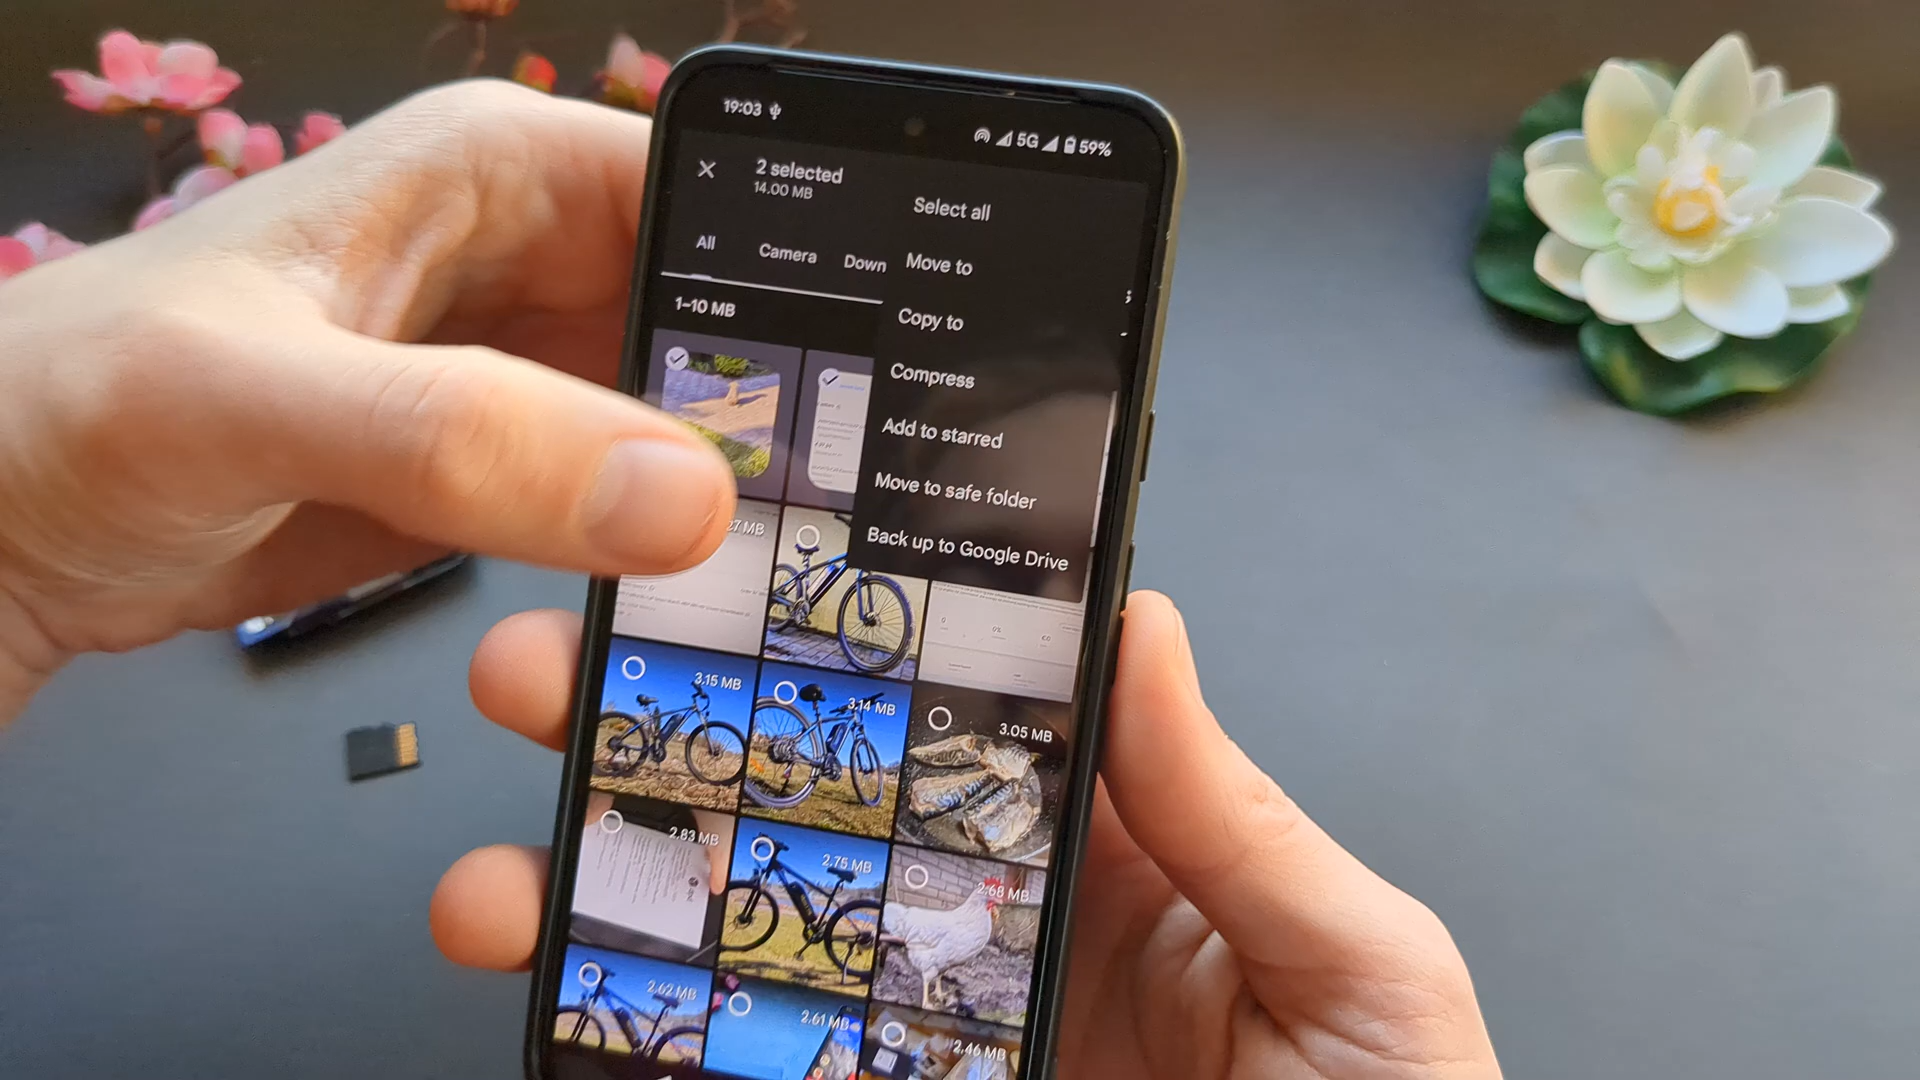 19:03
5G 59%
2 selected
14.00 MB
Select all
Move to
Copy to
Compress
Add to starred
Move to safe folder
Back up to Google Drive
All Camera Down
1–10 MB
27 MB
3.15 MB
3.14 MB
3.05 MB
2.83 MB
2.75 MB
2.68 MB
2.62 MB
2.61 MB
2.46 MB